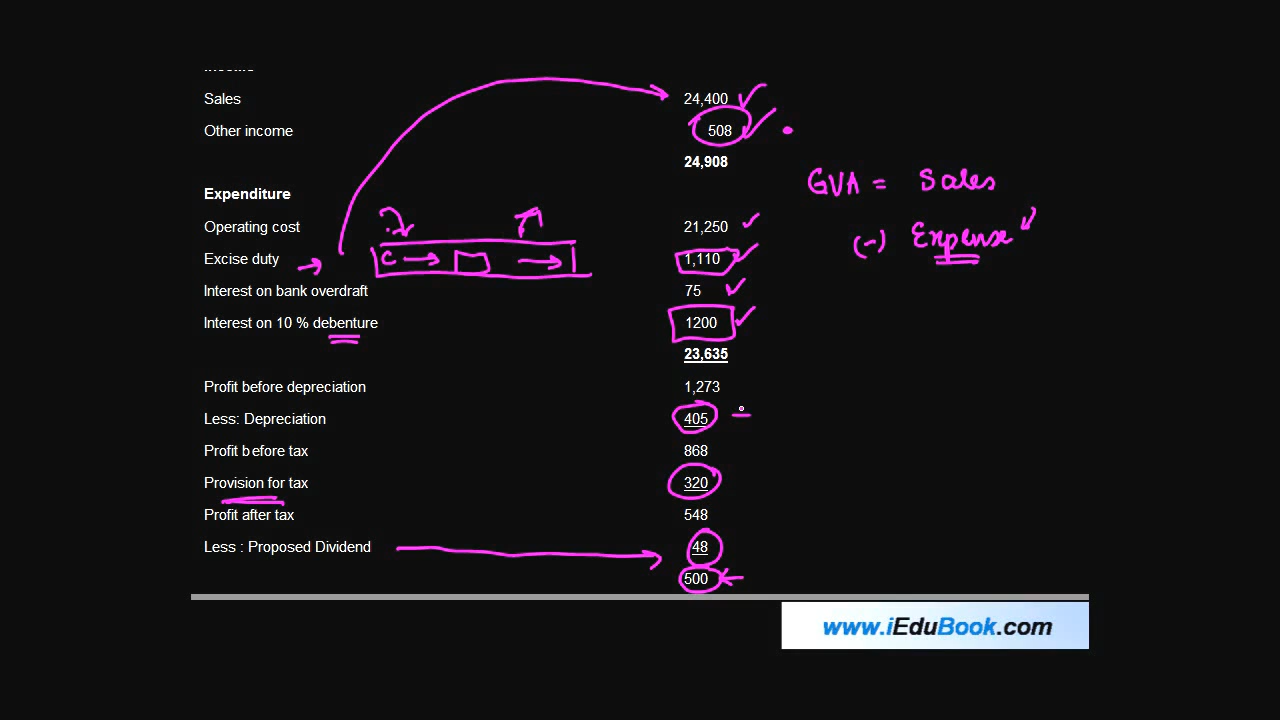 Income
Sales 24,400
Other income 508
24,908
GVA = Sales
Expenditure
Operating cost 21,250
(-) Expense
Excise duty 1,110
C
Interest on bank overdraft 75
Interest on 10 % debenture 1200
23,635
Profit before depreciation 1,273
Less: Depreciation 405
Profit before tax 868
Provision for tax 320
Profit after tax 548
Less : Proposed Dividend 48
500
www.iEduBook.com